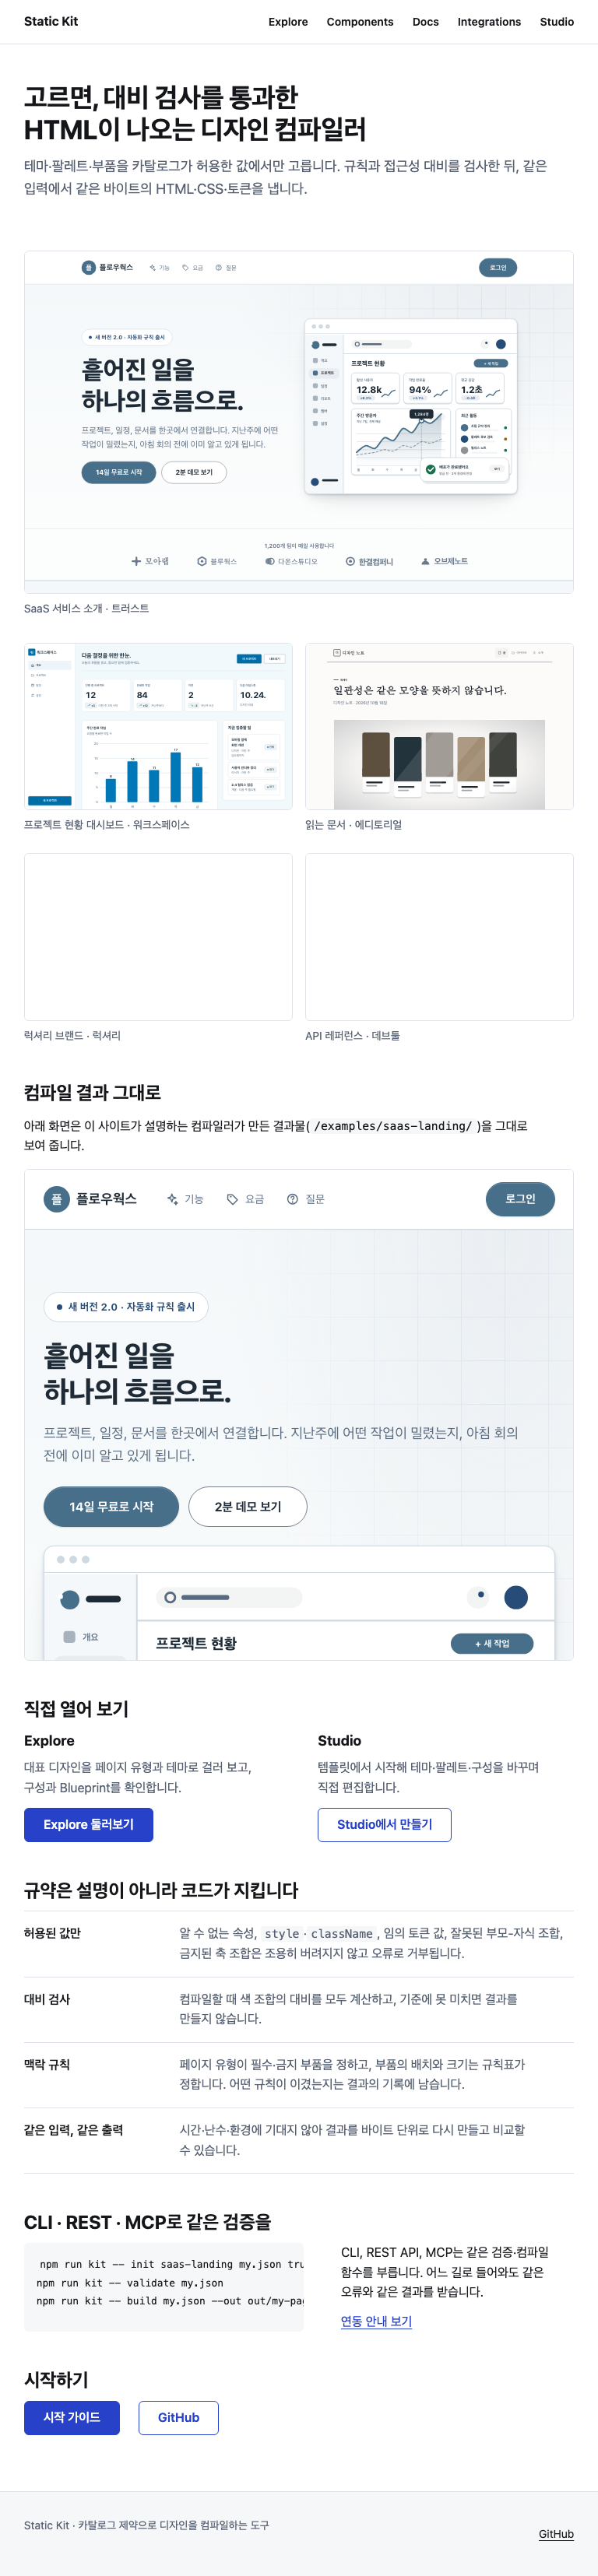 Static Kit
Explore Components Docs Integrations Studio
고르면, 대비 검사를 통과한
HTML이 나오는 디자인 컴파일러
테마·팔레트·부품을 카탈로그가 허용한 값에서만 고릅니다. 규칙과 접근성 대비를 검사한 뒤, 같은
입력에서 같은 바이트의 HTML·CSS·토큰을 냅니다.
플 플로우웍스 기능 요금 질문 로그인
새 버전 2.0 · 자동화 규칙 출시
흩어진 일을
하나의 흐름으로.
프로젝트, 일정, 문서를 한곳에서 연결합니다. 지난주에 어떤
작업이 밀렸는지, 아침 회의 전에 이미 알고 있게 됩니다.
14일 무료로 시작 2분 데모 보기
프로젝트 현황 + 새 작업
12.8k 94% 1.2초
1,200개 팀이 매일 사용합니다
모아랩 블루웍스 다온스튜디오 한결컴퍼니 오브제노트
SaaS 서비스 소개 · 트러스트
다음 결정을 위한 한눈.
12 84 2 10.24.
프로젝트 현황 대시보드 · 워크스페이스
디자인 노트
일관성은 같은 모양을 뜻하지 않습니다.
읽는 문서 · 에디토리얼
럭셔리 브랜드 · 럭셔리
API 레퍼런스 · 데브툴
컴파일 결과 그대로
아래 화면은 이 사이트가 설명하는 컴파일러가 만든 결과물( /examples/saas-landing/ )을 그대로
보여 줍니다.
플 플로우웍스 기능 요금 질문 로그인
새 버전 2.0 · 자동화 규칙 출시
흩어진 일을
하나의 흐름으로.
프로젝트, 일정, 문서를 한곳에서 연결합니다. 지난주에 어떤 작업이 밀렸는지, 아침 회의
전에 이미 알고 있게 됩니다.
14일 무료로 시작 2분 데모 보기
개요
프로젝트 현황 + 새 작업
직접 열어 보기
Explore
대표 디자인을 페이지 유형과 테마로 걸러 보고,
구성과 Blueprint를 확인합니다.
Explore 둘러보기
Studio
템플릿에서 시작해 테마·팔레트·구성을 바꾸며
직접 편집합니다.
Studio에서 만들기
규약은 설명이 아니라 코드가 지킵니다
허용된 값만
알 수 없는 속성, style · className , 임의 토큰 값, 잘못된 부모-자식 조합,
금지된 축 조합은 조용히 버려지지 않고 오류로 거부됩니다.
대비 검사
컴파일할 때 색 조합의 대비를 모두 계산하고, 기준에 못 미치면 결과를
만들지 않습니다.
맥락 규칙
페이지 유형이 필수·금지 부품을 정하고, 부품의 배치와 크기는 규칙표가
정합니다. 어떤 규칙이 이겼는지는 결과의 기록에 남습니다.
같은 입력, 같은 출력
시간·난수·환경에 기대지 않아 결과를 바이트 단위로 다시 만들고 비교할
수 있습니다.
CLI · REST · MCP로 같은 검증을
npm run kit -- init saas-landing my.json tru
npm run kit -- validate my.json
npm run kit -- build my.json --out out/my-pag
CLI, REST API, MCP는 같은 검증·컴파일
함수를 부릅니다. 어느 길로 들어와도 같은
오류와 같은 결과를 받습니다.
연동 안내 보기
시작하기
시작 가이드 GitHub
Static Kit · 카탈로그 제약으로 디자인을 컴파일하는 도구
GitHub